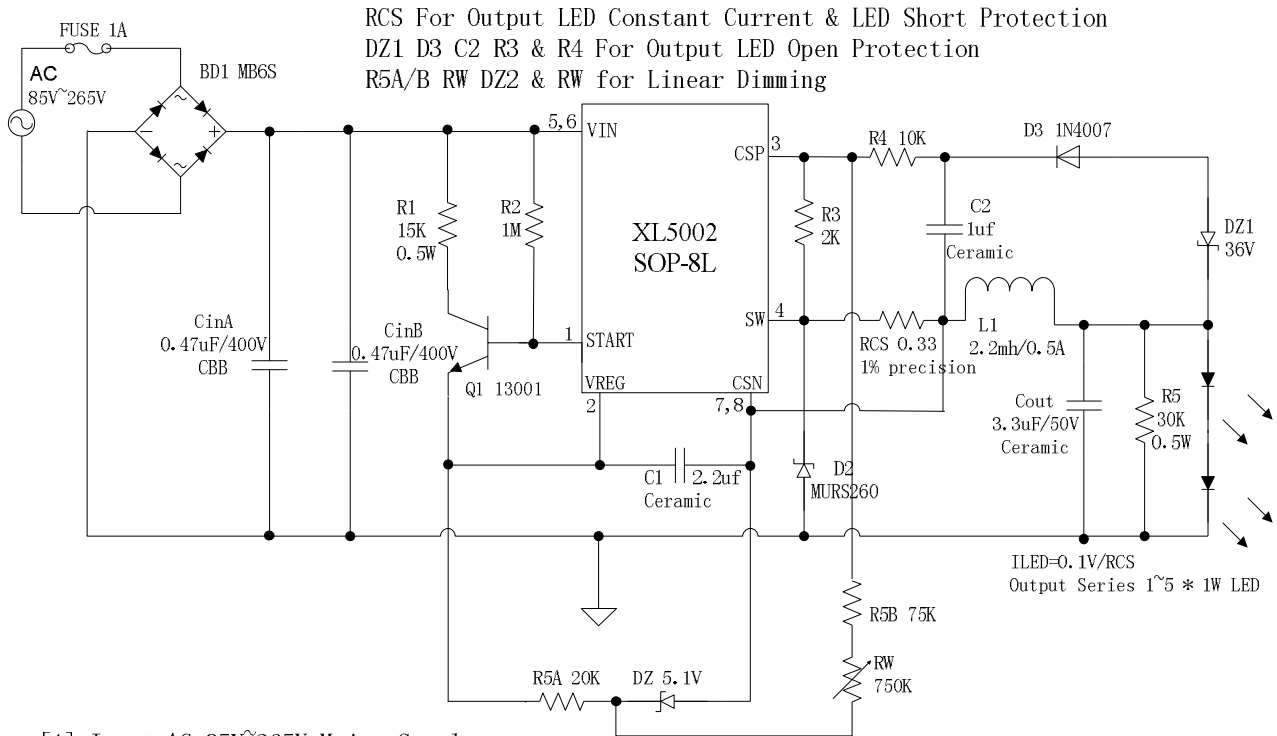 RCS For Output LED Constant Current & LED Short Protection
DZ1 D3 C2 R3 & R4 For Output LED Open Protection
R5A/B RW DZ2 & RW for Linear Dimming
FUSE 1A
AC
85V~265V
BD1 MB6S
~
-
+
~
5,6
VIN
CSP
3
R4 10K
D3 1N4007
R1
15K
0.5W
R2
1M
XL5002
SOP-8L
R3
2K
C2
1uf
Ceramic
DZ1
36V
CinA
0.47uF/400V
CBB
CinB
0.47uF/400V
CBB
1
START
SW
4
RCS 0.33
1% precision
L1
2.2mh/0.5A
Q1 13001
VREG
2
CSN
7,8
Cout
3.3uF/50V
Ceramic
R5
30K
0.5W
C1
2.2uf
Ceramic
D2
MURS260
ILED=0.1V/RCS
Output Series 1~5 * 1W LED
R5B 75K
RW
750K
R5A 20K
DZ 5.1V